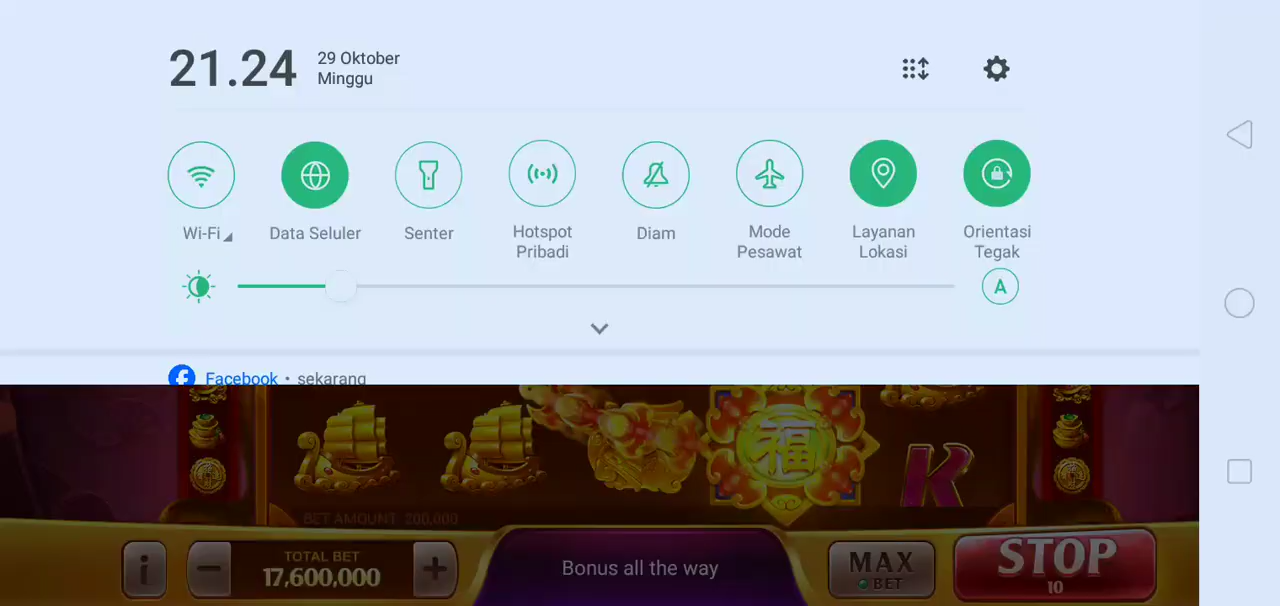 21.24
29 Oktober
Minggu
Wi-Fi
Data Seluler
Senter
Hotspot
Pribadi
Diam
Mode
Pesawat
Layanan
Lokasi
Orientasi
Tegak
A
Facebook • sekarang
福
K
BET AMOUNT 200,000
i
−
TOTAL BET
17,600,000
+
Bonus all the way
MAX
BET
STOP
10